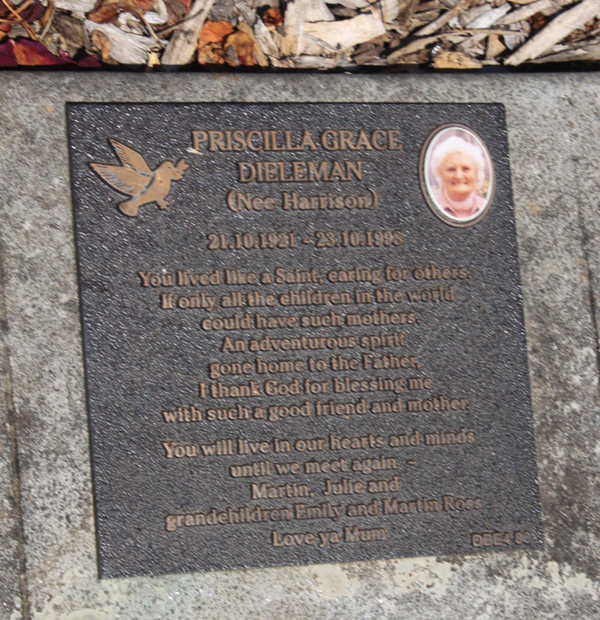 PRISCILLA GRACE
DIELEMAN
(Nee Harrison)
21.10.1921 - 23.10.1998
You lived like a Saint, caring for others.
If only all the children in the world
could have such mothers.
An adventurous spirit
gone home to the Father.
I thank God for blessing me
with such a good friend and mother.
You will live in our hearts and minds
until we meet again -
Martin, Julie and
grandchildren Emily and Martin Ross
Love ya Mum